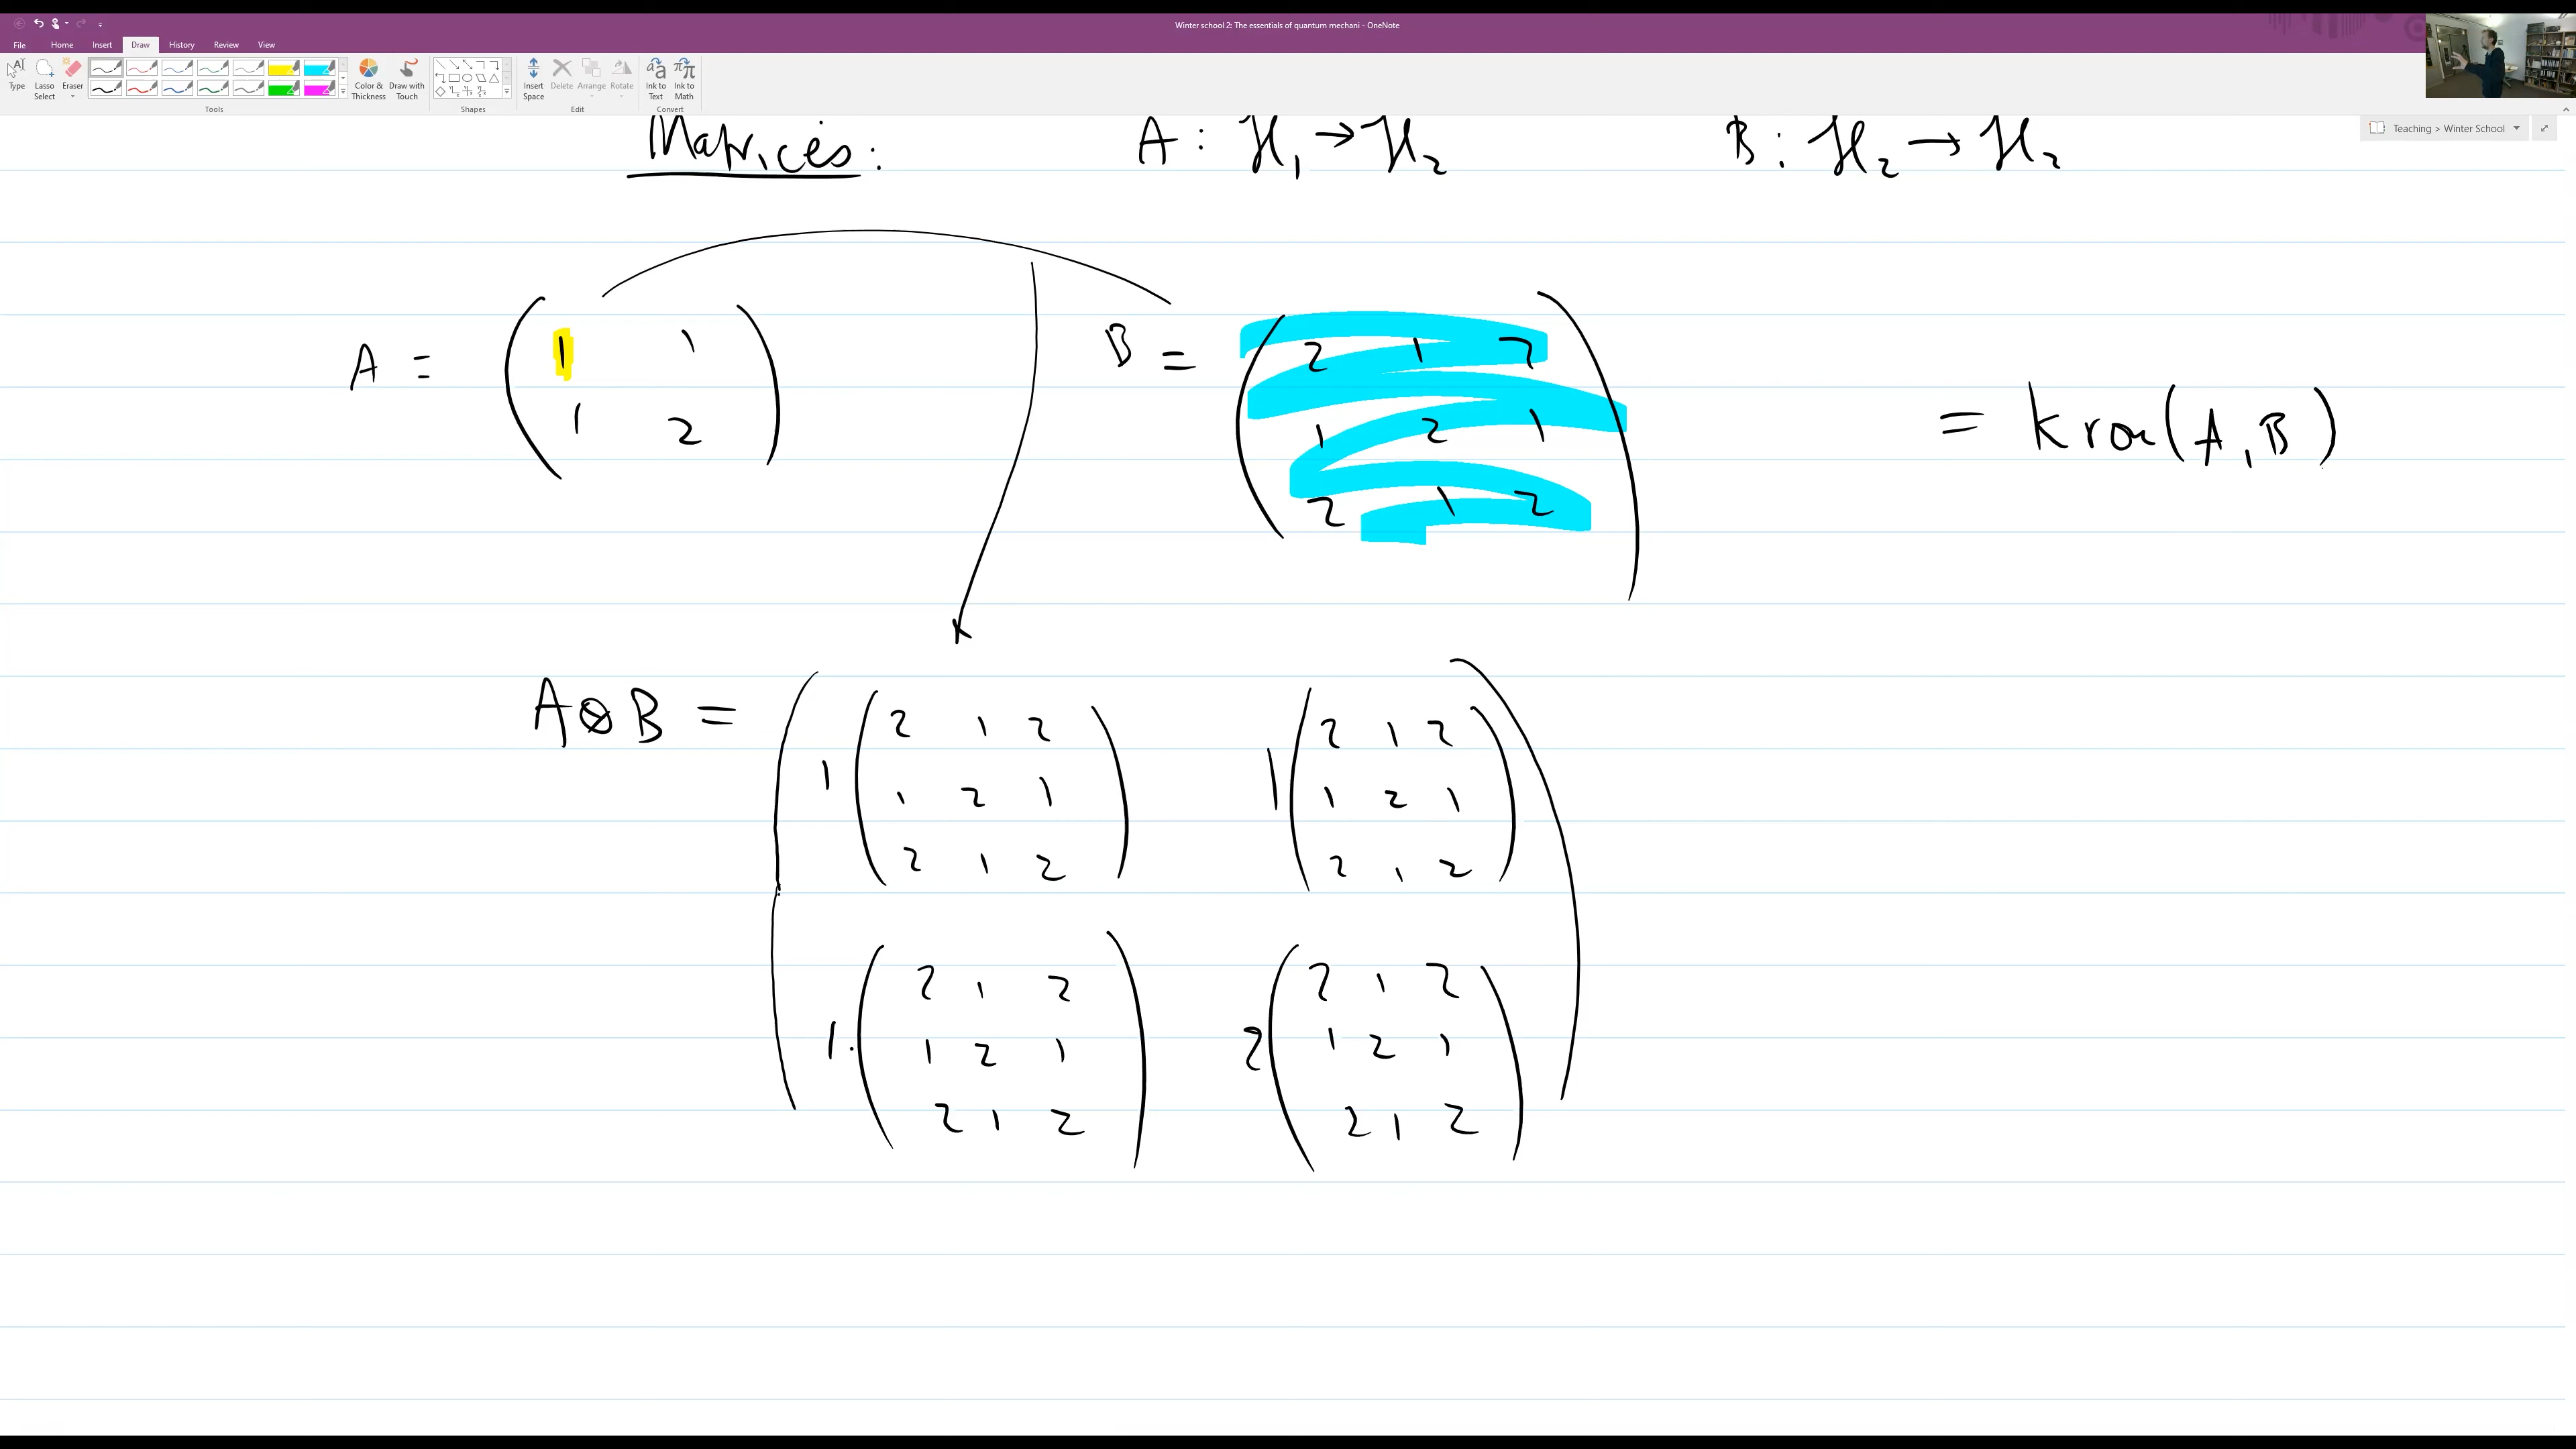 Winter school 2: The essentials of quantum mechani - OneNote
File Home Insert Draw History Review View
Type Lasso Select Eraser Color & Thickness Draw with Touch Insert Space Delete Arrange Rotate Ink to Text Ink to Math
Tools Shapes Edit Convert
Teaching > Winter School
Matrices: A : ℋ₁ → ℋ₂ B : ℋ₂ → ℋ₂
A = ( 1 1
1 2 )
B = ( 2 1 2
1 2 1
2 1 2 )
= kron(A,B)
A⊗B =
1 ( 2 1 2 1 ( 2 1 2
1 2 1 ) 1 2 1 )
2 1 2 2 1 2
1· ( 2 1 2 2 ( 2 1 2
1 2 1 ) 1 2 1 )
2 1 2 2 1 2